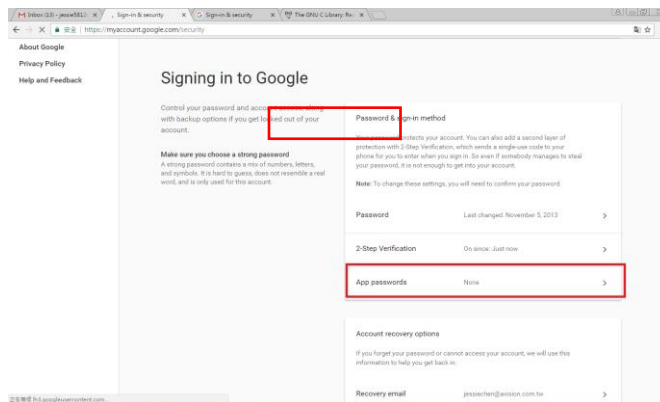 Inbox (13) - jessie5813
Sign-in & security
Sign-in & security
The GNU C Library: Re
安全 | https://myaccount.google.com/security
About Google
Privacy Policy
Help and Feedback
Signing in to Google
Control your password and account access, along
with backup options if you get locked out of your
account.
Make sure you choose a strong password
A strong password contains a mix of numbers, letters,
and symbols. It is hard to guess, does not resemble a real
word, and is only used for this account.
Password & sign-in method
Your password protects your account. You can also add a second layer of
protection with 2-Step Verification, which sends a single-use code to your
phone for you to enter when you sign in. So even if somebody manages to steal
your password, it is not enough to get into your account.
Note: To change these settings, you will need to confirm your password.
Password Last changed: November 5, 2013
2-Step Verification On since: Just now
App passwords None
Account recovery options
If you forget your password or cannot access your account, we will use this
information to help you get back in.
Recovery email jessiechen@avision.com.tw
googleusercontent.com...